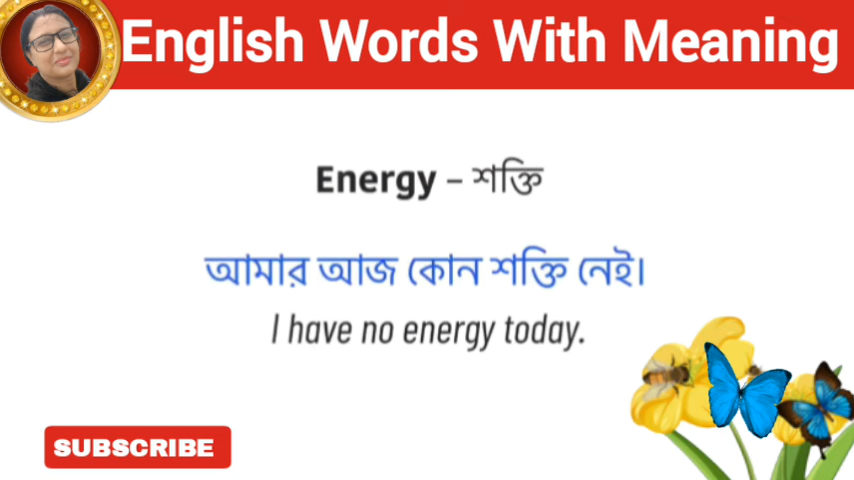 English Words With Meaning
Energy – শক্তি
আমার আজ কোন শক্তি নেই।
I have no energy today.
SUBSCRIBE